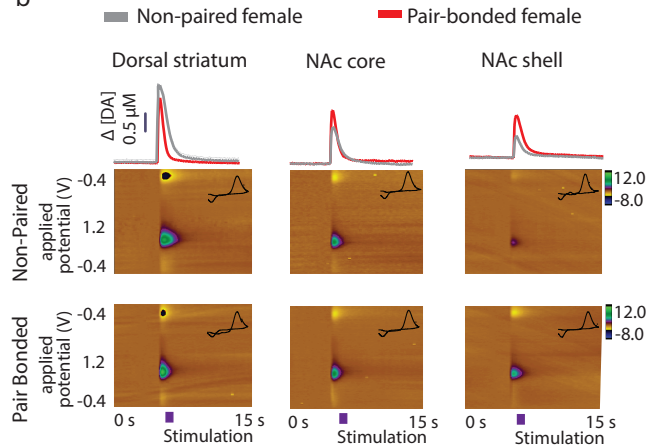 b
Non-paired female
Pair-bonded female
Dorsal striatum
NAc core
NAc shell
Δ [DA]
0.5 µM
Non-Paired
applied
potential (V)
-0.4
1.2
-0.4
12.0
-8.0
Pair Bonded
applied
potential (V)
-0.4
1.2
-0.4
12.0
-8.0
0 s
15 s
Stimulation
0 s
15 s
Stimulation
0 s
15 s
Stimulation